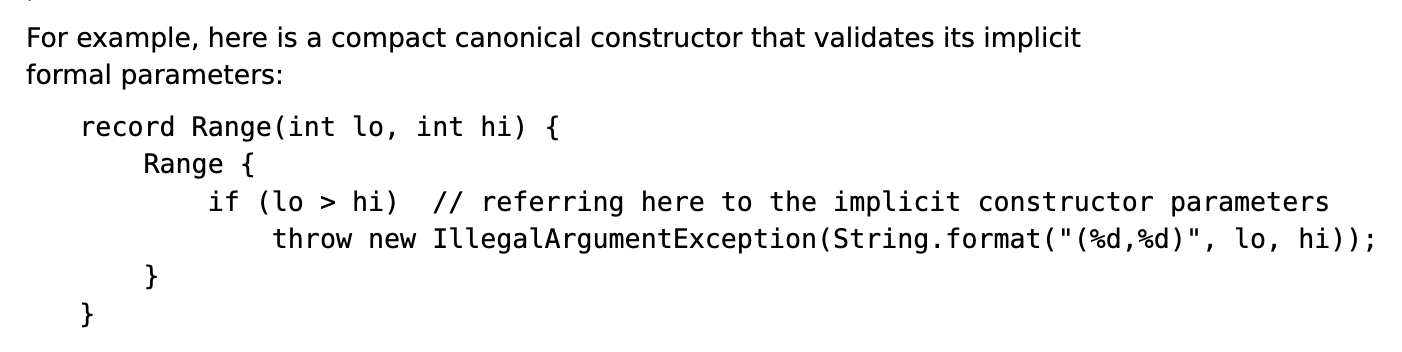 For example, here is a compact canonical constructor that validates its implicit
formal parameters:
record Range(int lo, int hi) {
    Range {
        if (lo > hi)  // referring here to the implicit constructor parameters
            throw new IllegalArgumentException(String.format("(%d,%d)", lo, hi));
    }
}